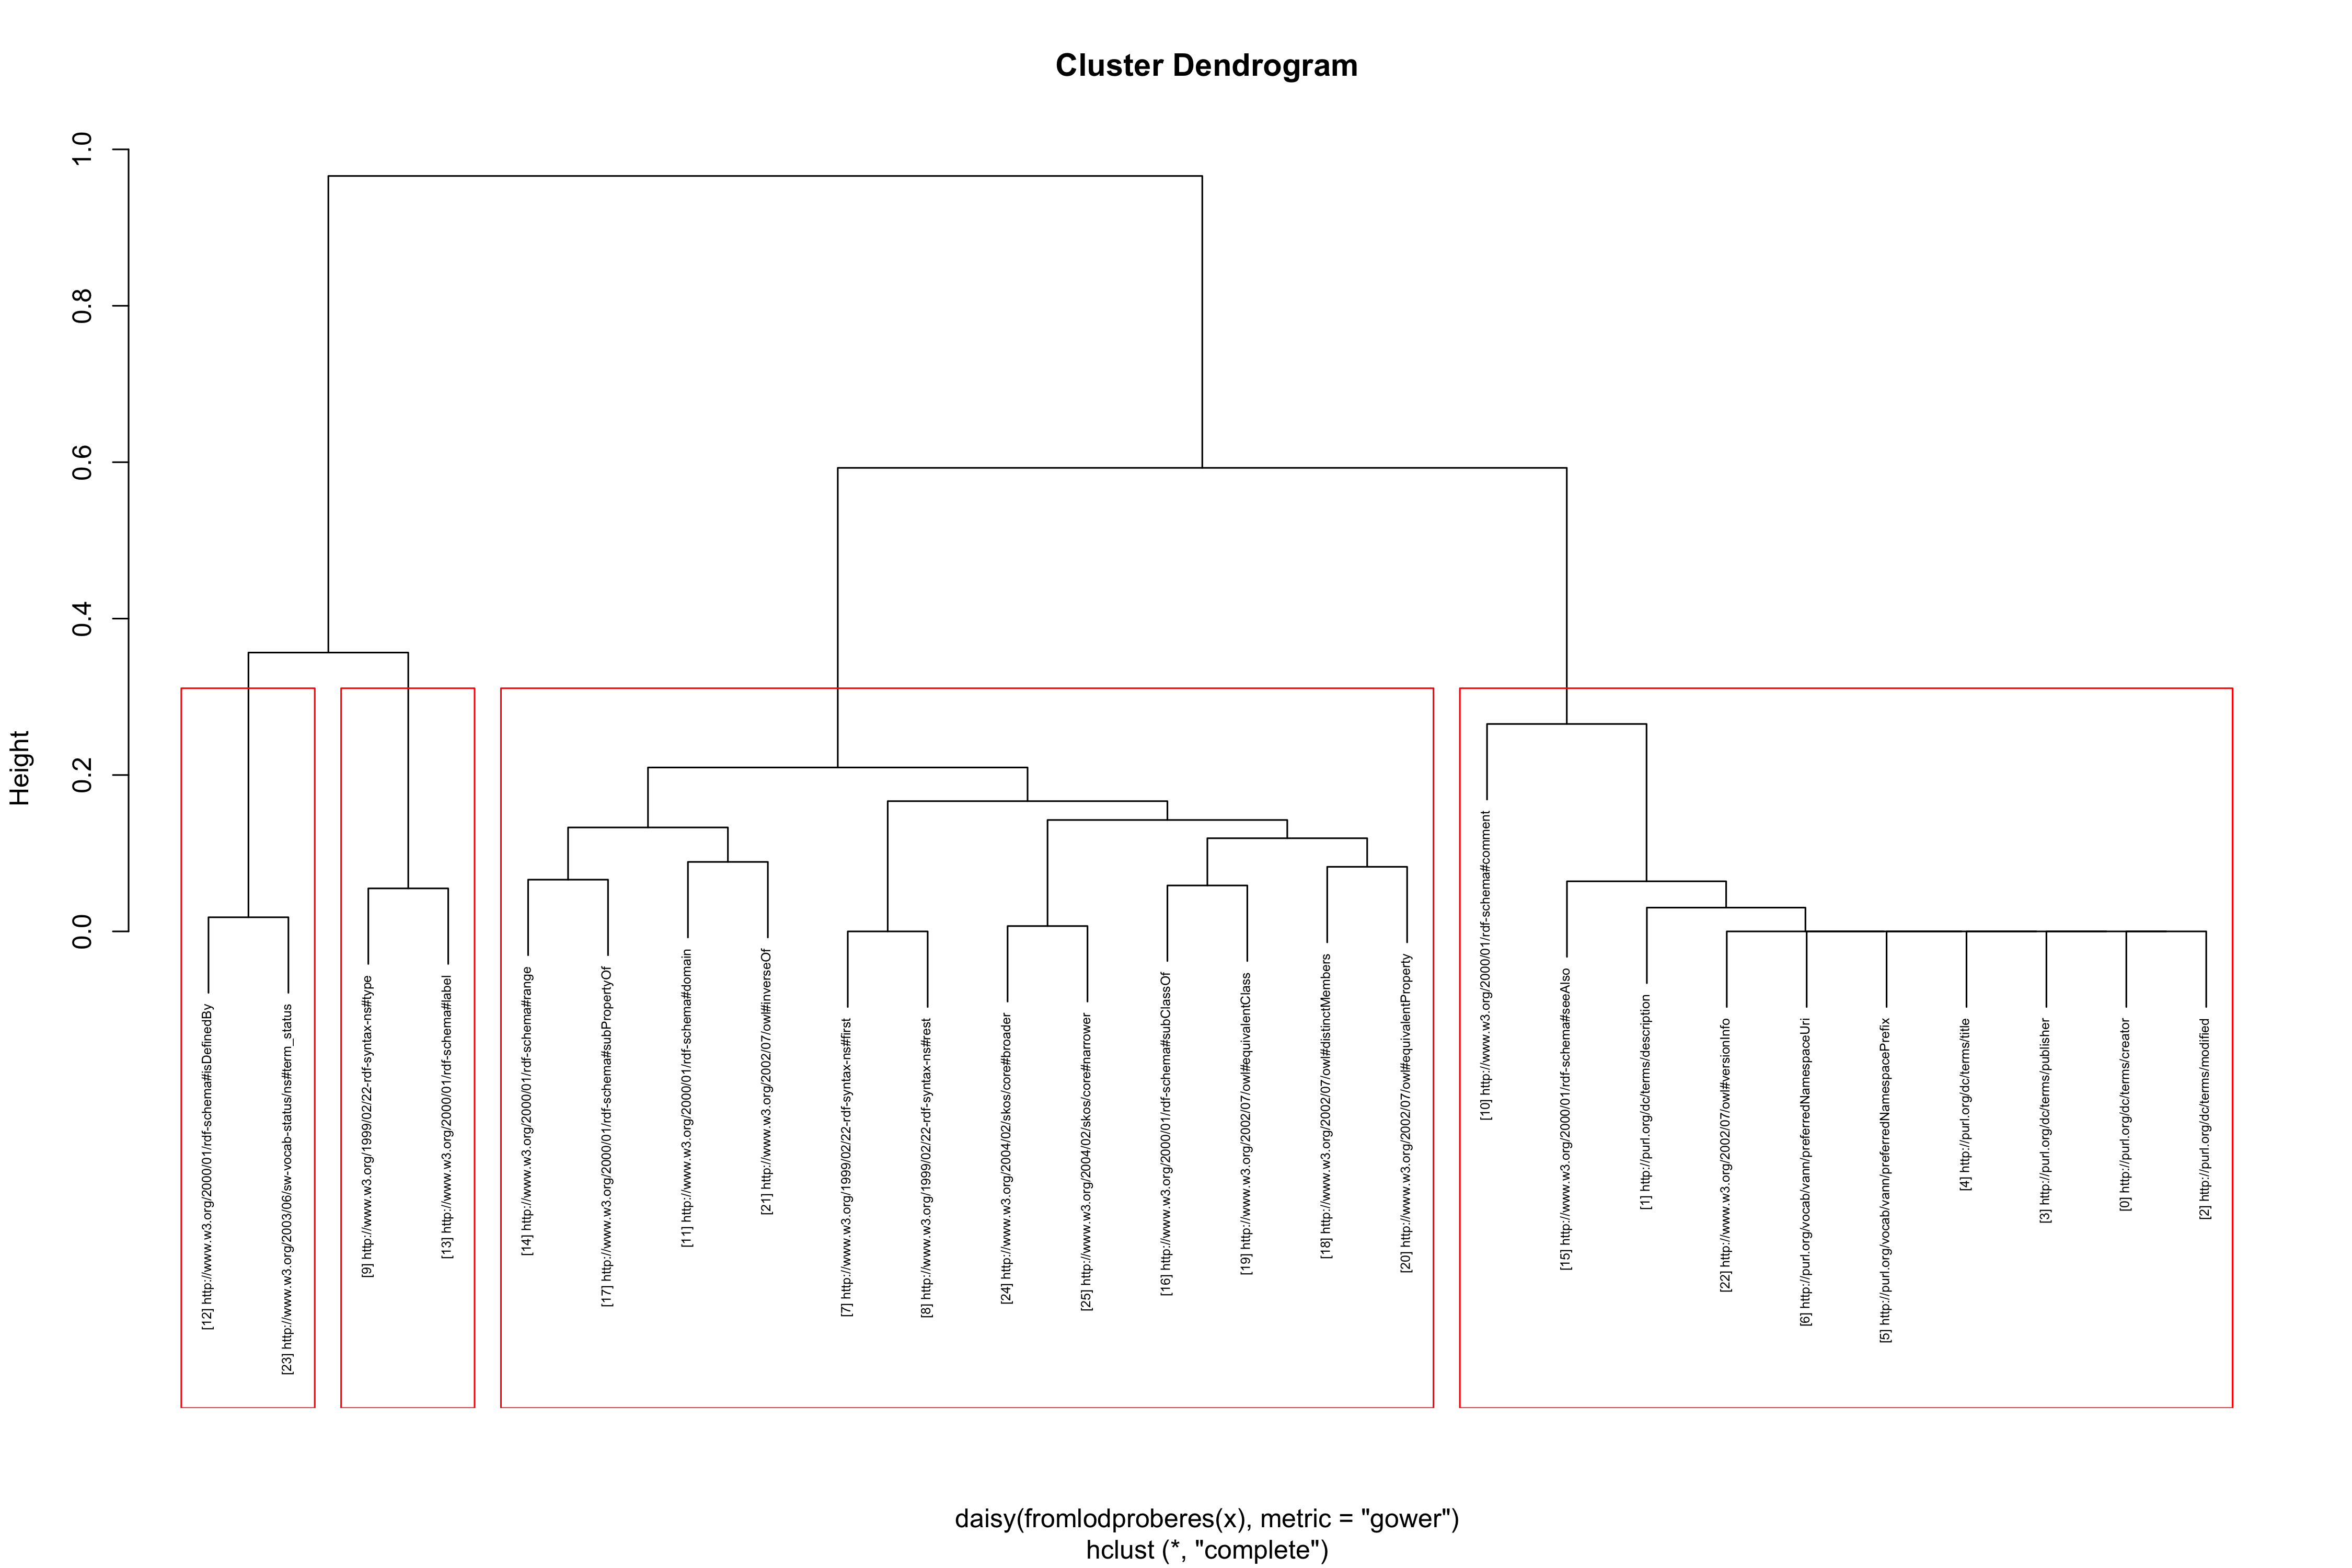 Cluster Dendrogram
Height
1.0
0.8
0.6
0.4
0.2
0.0
[12] http://www.w3.org/2000/01/rdf-schema#isDefinedBy
[23] http://www.w3.org/2003/06/sw-vocab-status/ns#term_status
[9] http://www.w3.org/1999/02/22-rdf-syntax-ns#type
[13] http://www.w3.org/2000/01/rdf-schema#label
[14] http://www.w3.org/2000/01/rdf-schema#range
[17] http://www.w3.org/2000/01/rdf-schema#subPropertyOf
[11] http://www.w3.org/2000/01/rdf-schema#domain
[21] http://www.w3.org/2002/07/owl#inverseOf
[7] http://www.w3.org/1999/02/22-rdf-syntax-ns#first
[8] http://www.w3.org/1999/02/22-rdf-syntax-ns#rest
[24] http://www.w3.org/2004/02/skos/core#broader
[25] http://www.w3.org/2004/02/skos/core#narrower
[16] http://www.w3.org/2000/01/rdf-schema#subClassOf
[19] http://www.w3.org/2002/07/owl#equivalentClass
[18] http://www.w3.org/2002/07/owl#distinctMembers
[20] http://www.w3.org/2002/07/owl#equivalentProperty
[10] http://www.w3.org/2000/01/rdf-schema#comment
[15] http://www.w3.org/2000/01/rdf-schema#seeAlso
[1] http://purl.org/dc/terms/description
[22] http://www.w3.org/2002/07/owl#versionInfo
[6] http://purl.org/vocab/vann/preferredNamespaceUri
[5] http://purl.org/vocab/vann/preferredNamespacePrefix
[4] http://purl.org/dc/terms/title
[3] http://purl.org/dc/terms/publisher
[0] http://purl.org/dc/terms/creator
[2] http://purl.org/dc/terms/modified
daisy(fromlodproberes(x), metric = "gower")
hclust (*, "complete")